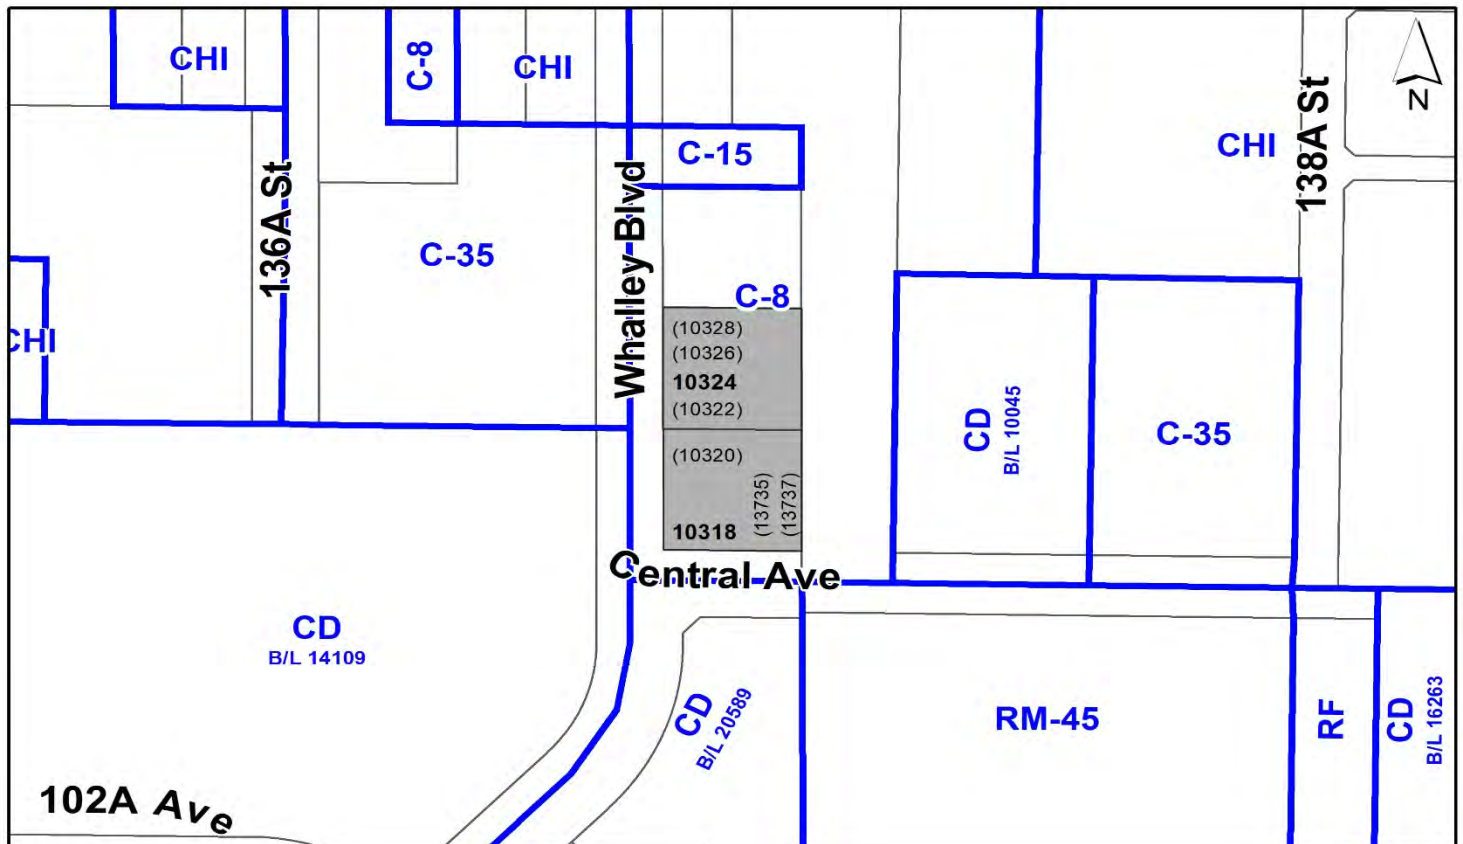 CHI
C-8
CHI
N
136A St
C-15
Whalley Blvd
CHI
138A St
C-35
C-8
CHI
(10328)
(10326)
10324
(10322)
(10320)
(13735)
(13737)
10318
CD
B/L 10045
C-35
Central Ave
CD
B/L 14109
CD
B/L 20589
RM-45
RF
CD
B/L 16263
102A Ave